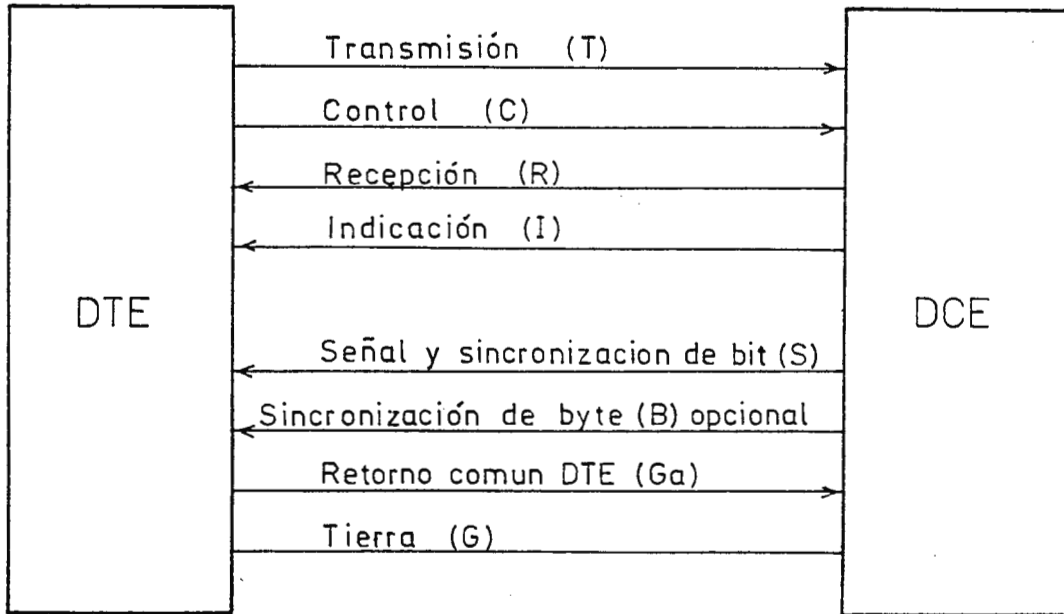 Transmisión (T)
Control (C)
Recepción (R)
Indicación (I)
DTE
DCE
Señal y sincronizacion de bit (S)
Sincronización de byte (B) opcional
Retorno comun DTE (Ga)
Tierra (G)